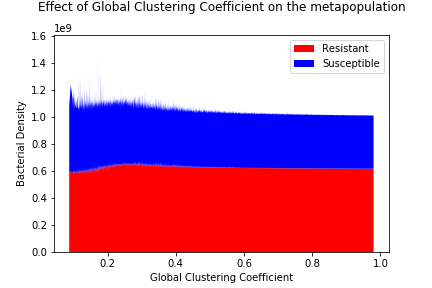 Effect of Global Clustering Coefficient on the metapopulation
1e9
1.6
1.4
1.2
1.0
0.8
0.6
0.4
0.2
0.0
Bacterial Density
Resistant
Susceptible
0.2 0.4 0.6 0.8 1.0
Global Clustering Coefficient